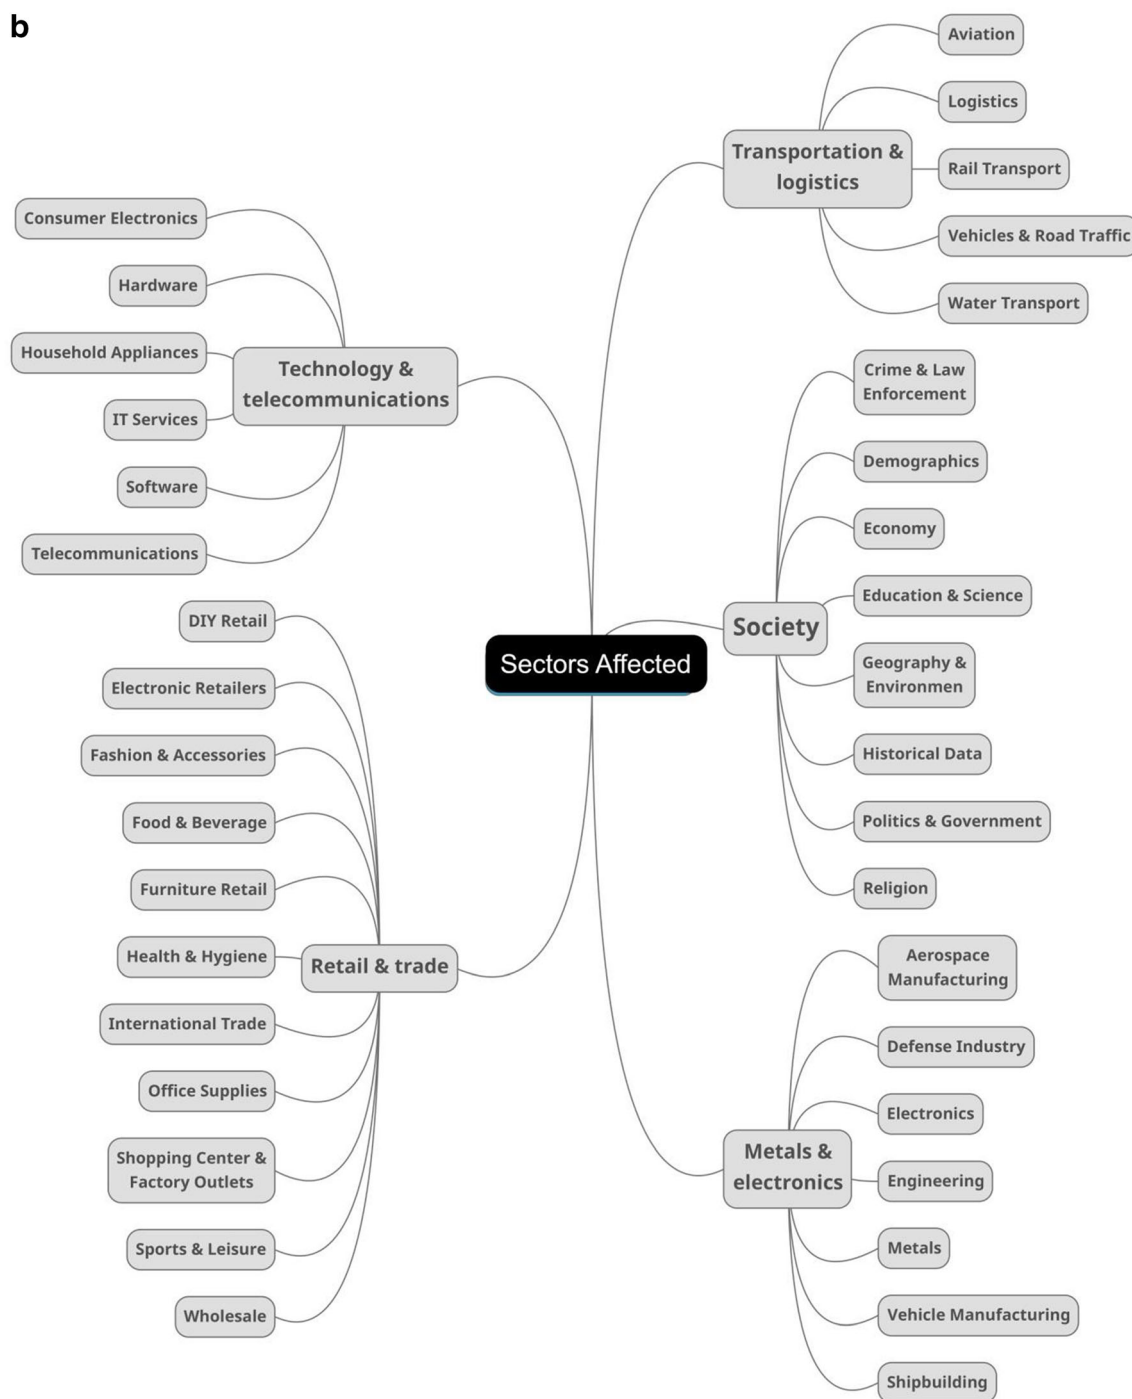 b
Aviation
Logistics
Transportation &
logistics
Rail Transport
Vehicles & Road Traffic
Water Transport
Consumer Electronics
Hardware
Household Appliances
Technology &
telecommunications
IT Services
Software
Telecommunications
Crime & Law
Enforcement
Demographics
Economy
Education & Science
Society
Geography &
Environmen
Historical Data
Politics & Government
Religion
Sectors Affected
DIY Retail
Electronic Retailers
Fashion & Accessories
Food & Beverage
Furniture Retail
Health & Hygiene
Retail & trade
International Trade
Office Supplies
Shopping Center &
Factory Outlets
Sports & Leisure
Wholesale
Aerospace
Manufacturing
Defense Industry
Electronics
Metals &
electronics
Engineering
Metals
Vehicle Manufacturing
Shipbuilding